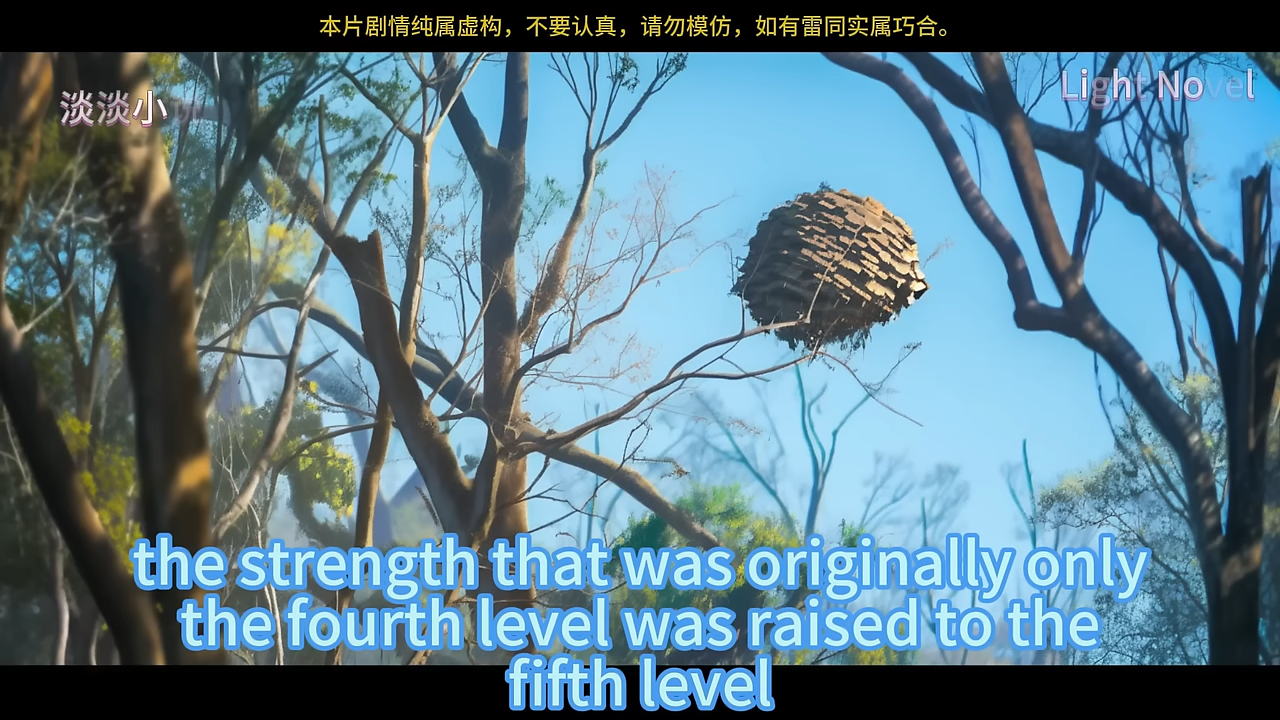 本片剧情纯属虚构，不要认真，请勿模仿，如有雷同实属巧合。
淡淡小
Light Novel
the strength that was originally only
the fourth level was raised to the
fifth level